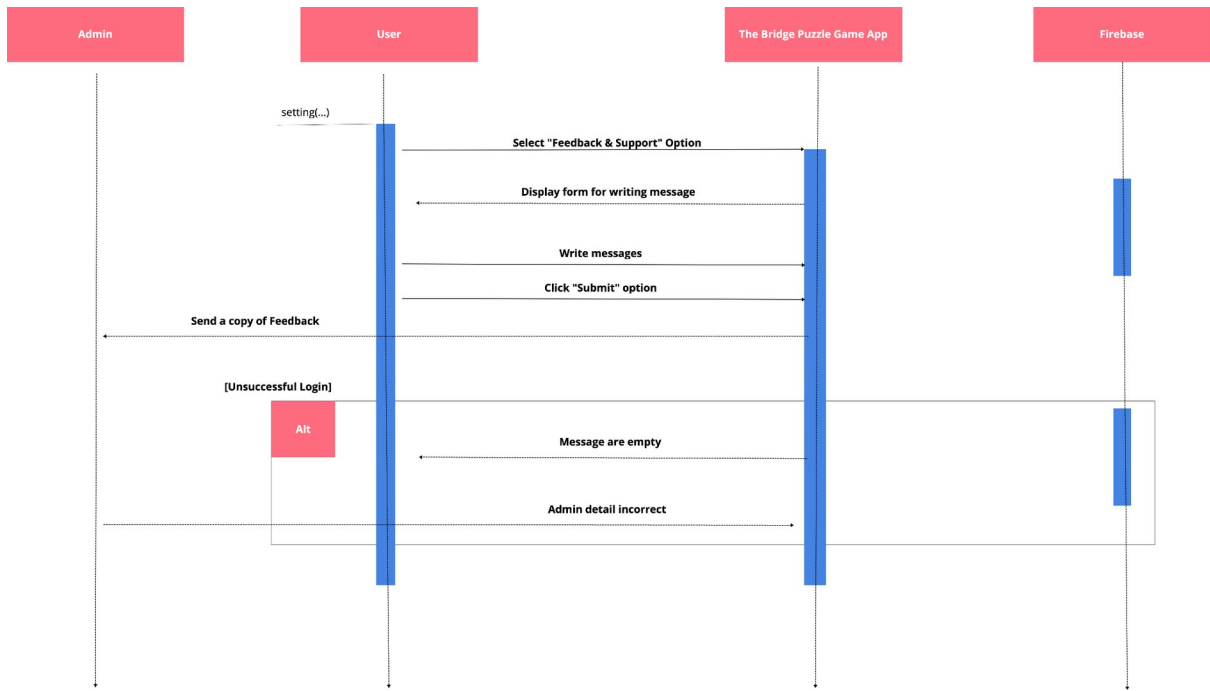 Admin
User
The Bridge Puzzle Game App
Firebase
setting(...)
Select "Feedback & Support" Option
Display form for writing message
Write messages
Click "Submit" option
Send a copy of Feedback
[Unsuccessful Login]
Alt
Message are empty
Admin detail incorrect